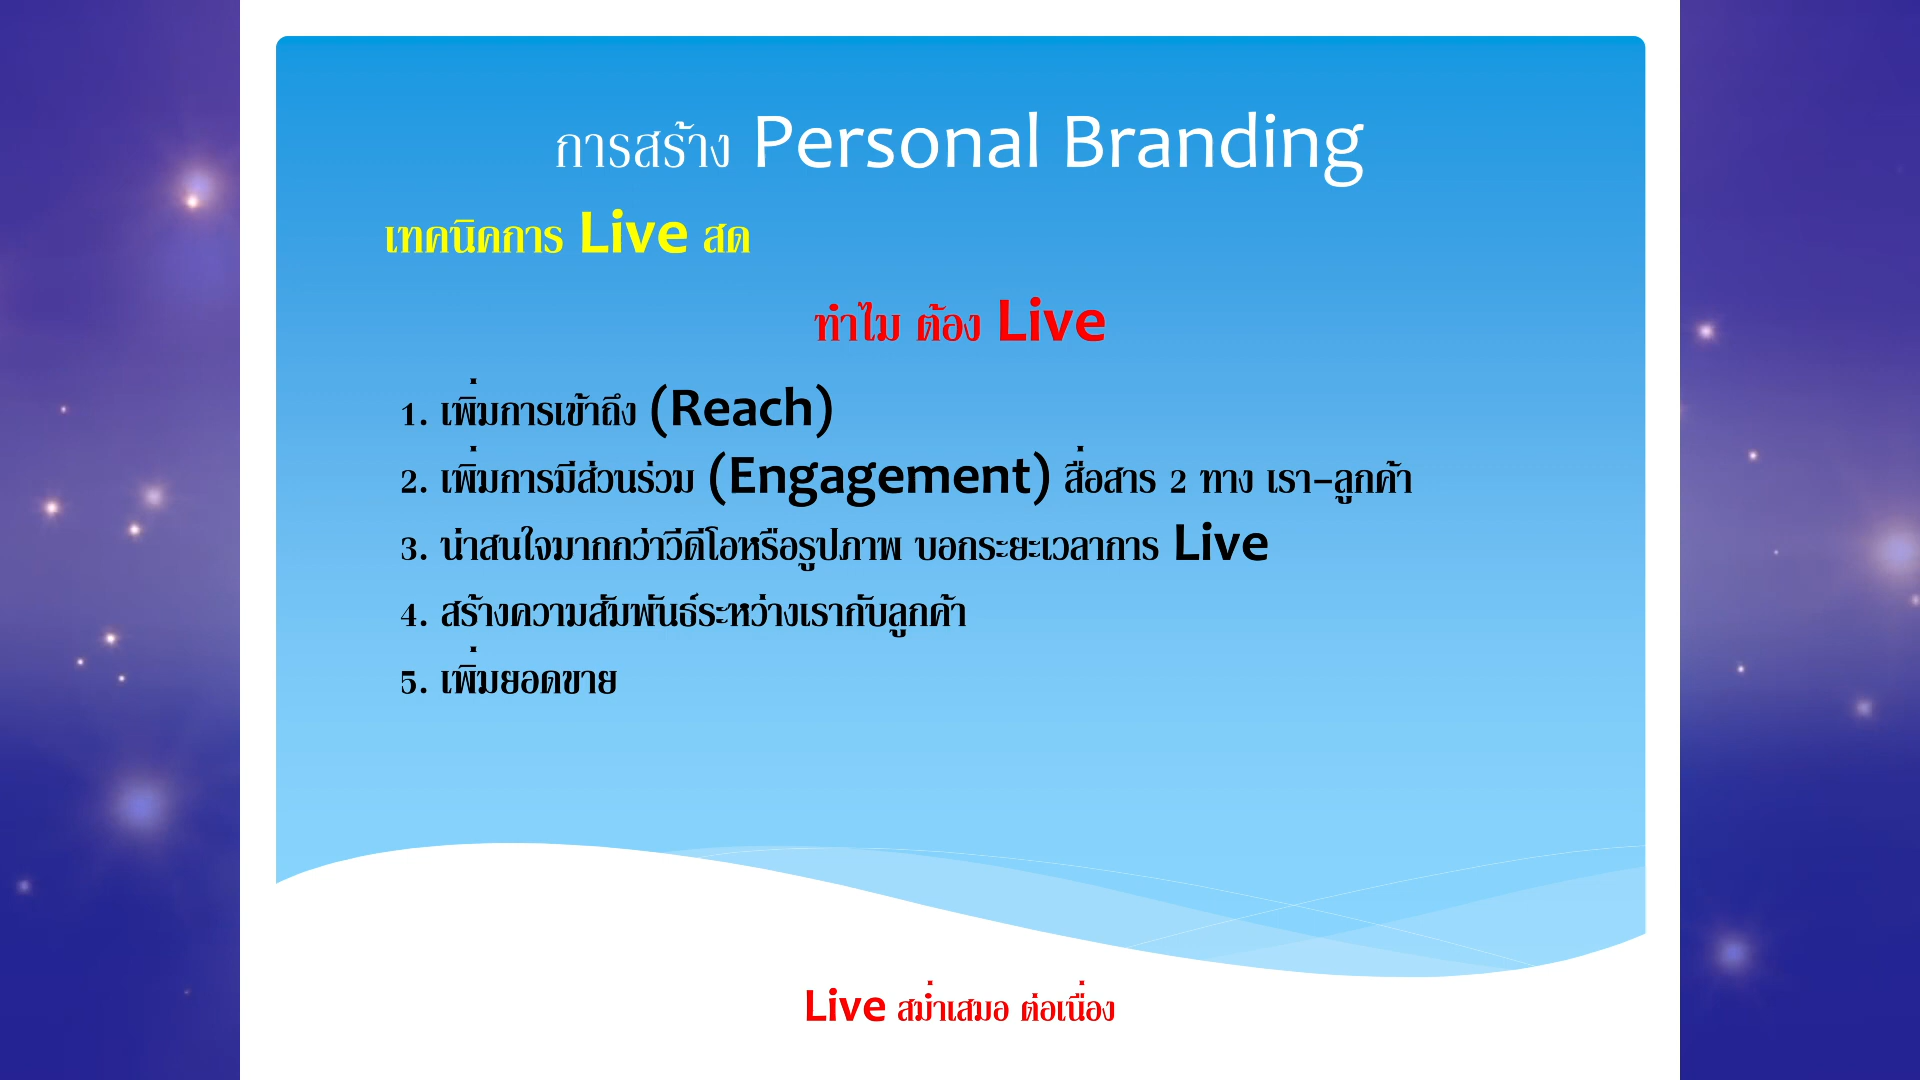 การสร้าง Personal Branding
เทคนิคการ Live สด
ทำไม ต้อง Live
1. เพิ่มการเข้าถึง (Reach)
2. เพิ่มการมีส่วนร่วม (Engagement) สื่อสาร 2 ทาง เรา-ลูกค้า
3. น่าสนใจมากกว่าวีดีโอหรือรูปภาพ บอกระยะเวลาการ Live
4. สร้างความสัมพันธ์ระหว่างเรากับลูกค้า
5. เพิ่มยอดขาย
Live สม่ำเสมอ ต่อเนื่อง